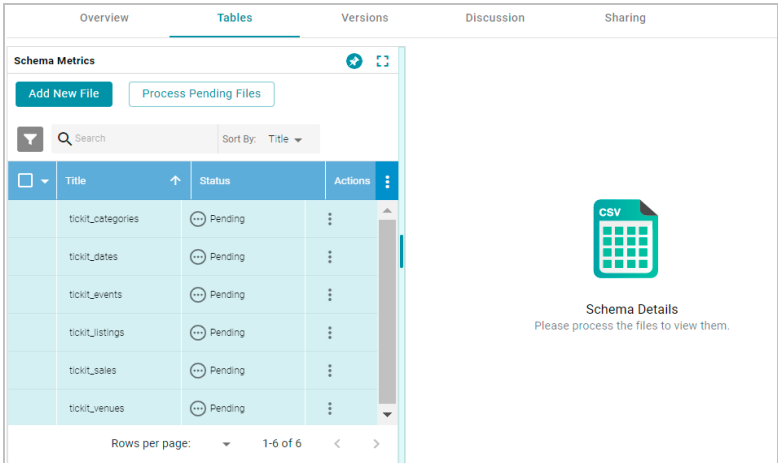 Overview Tables Versions Discussion Sharing
Schema Metrics
Add New File Process Pending Files
Search Sort By: Title
Title Status Actions
tickit_categories Pending
tickit_dates Pending
tickit_events Pending
tickit_listings Pending
tickit_sales Pending
tickit_venues Pending
Rows per page: 1-6 of 6
CSV
Schema Details
Please process the files to view them.